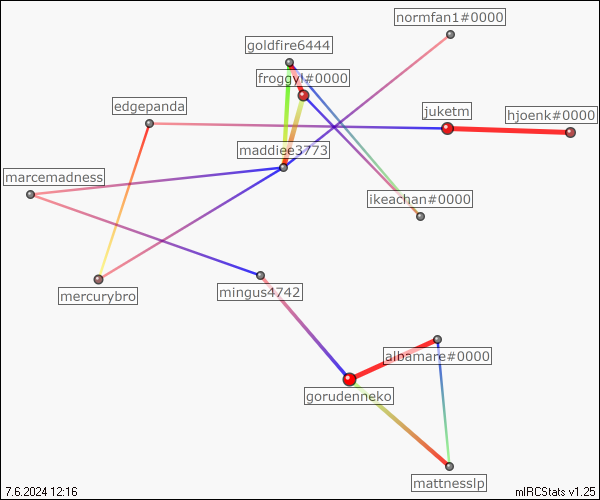 normfan1#0000
goldfire6444
froggyl#0000
edgepanda
juketm
hjoenk#0000
maddiee3773
marcemadness
ikeachan#0000
mercurybro
mingus4742
albamare#0000
gorudenneko
mattnesslp
7.6.2024 12:16
mIRCStats v1.25